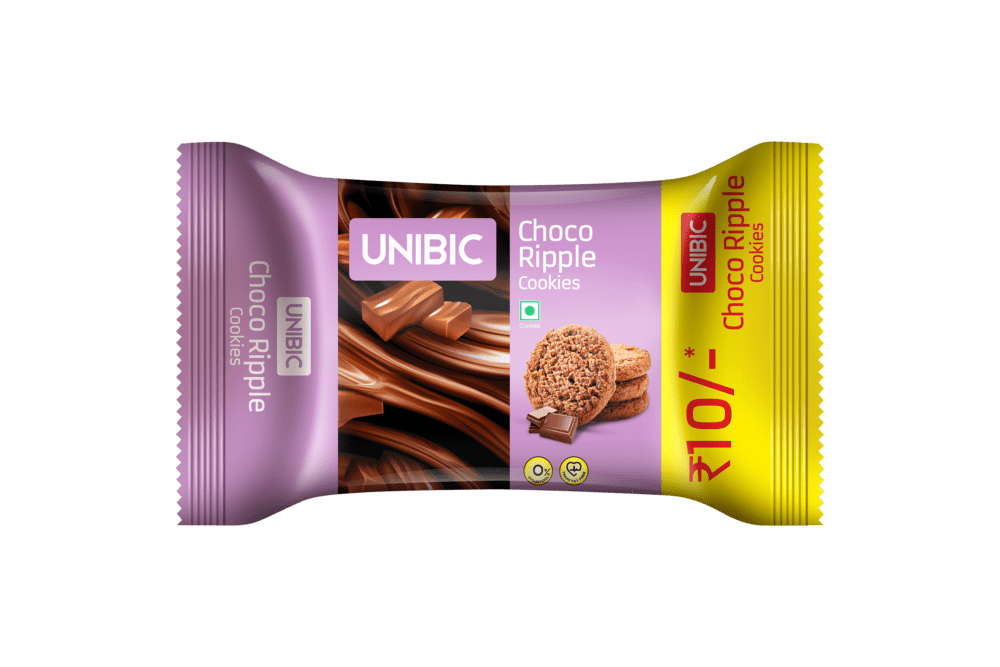 UNIBIC
Choco
Ripple
Cookies
Cookies
0%
UNIBIC
Choco Ripple
Cookies
UNIBIC
Choco Ripple
Cookies
₹10/-*